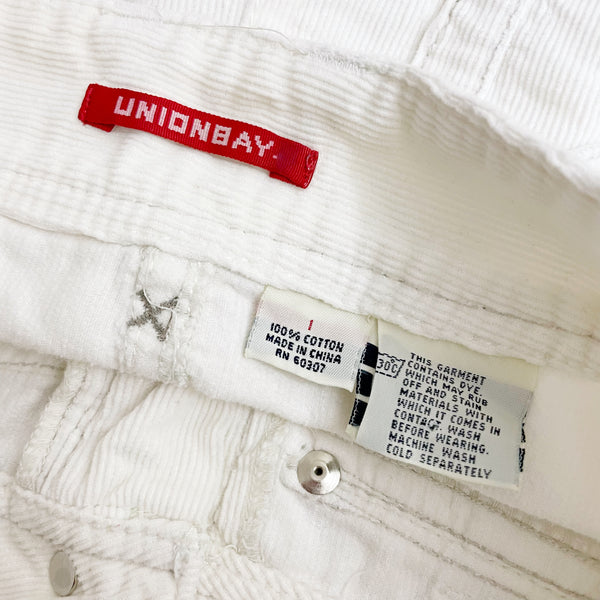 UNIONBAY.
1
100% COTTON
MADE IN CHINA
RN 60307
30C
THIS GARMENT
CONTAINS DYE
WHICH MAY RUB
OFF AND STAIN
MATERIALS WITH
WHICH IT COMES IN
CONTACT. WASH
BEFORE WEARING.
MACHINE WASH
COLD SEPARATELY